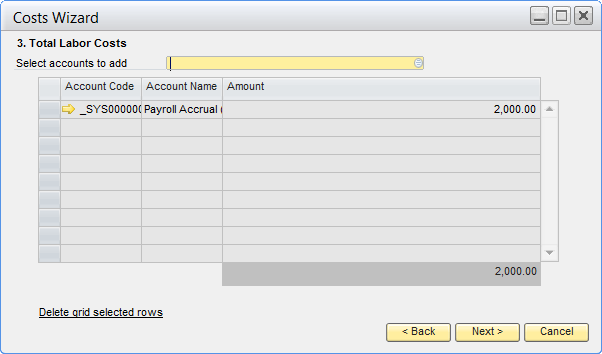 Costs Wizard
3. Total Labor Costs
Select accounts to add
Account Code Account Name Amount
_SYS000000 Payroll Accrual 2,000.00
2,000.00
Delete grid selected rows
< Back Next > Cancel